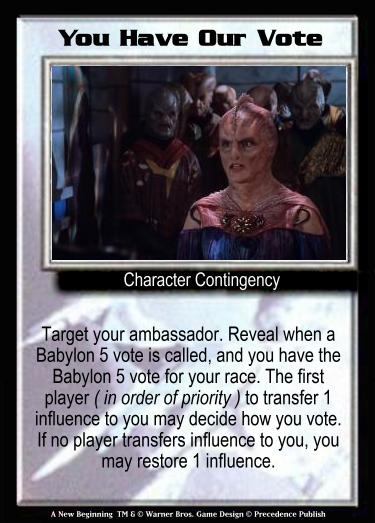 You Have Our Vote
Character Contingency
Target your ambassador. Reveal when a
Babylon 5 vote is called, and you have the
Babylon 5 vote for your race. The first
player ( in order of priority ) to transfer 1
influence to you may decide how you vote.
If no player transfers influence to you, you
may restore 1 influence.
A New Beginning TM & © Warner Bros. Game Design © Precedence Publish